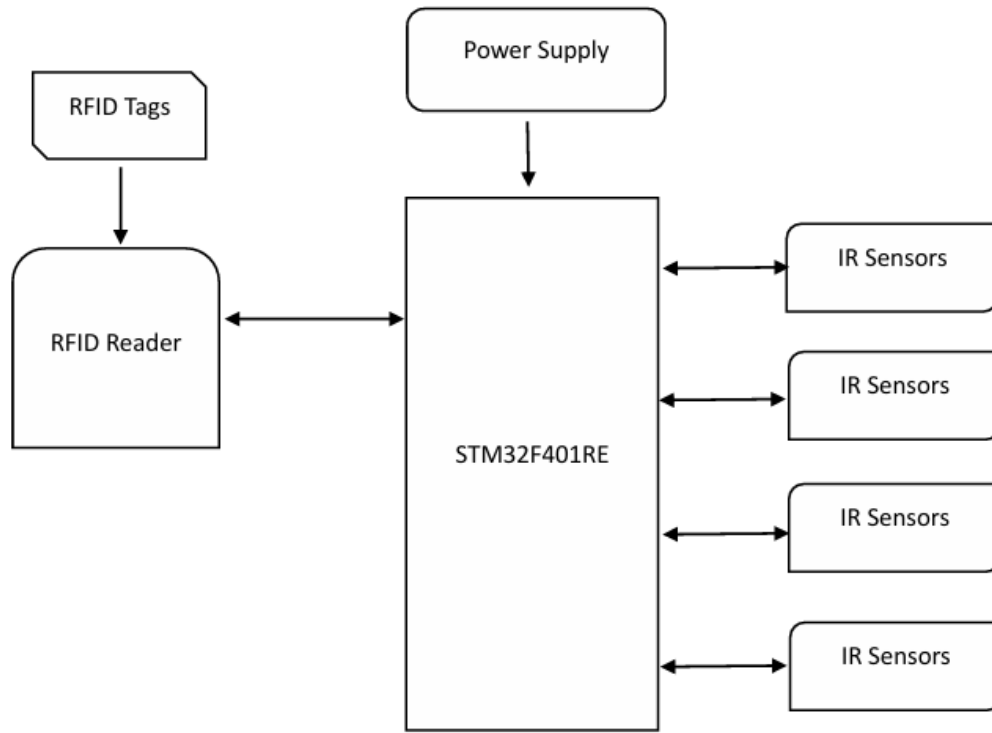 Power Supply
RFID Tags
IR Sensors
RFID Reader
IR Sensors
STM32F401RE
IR Sensors
IR Sensors